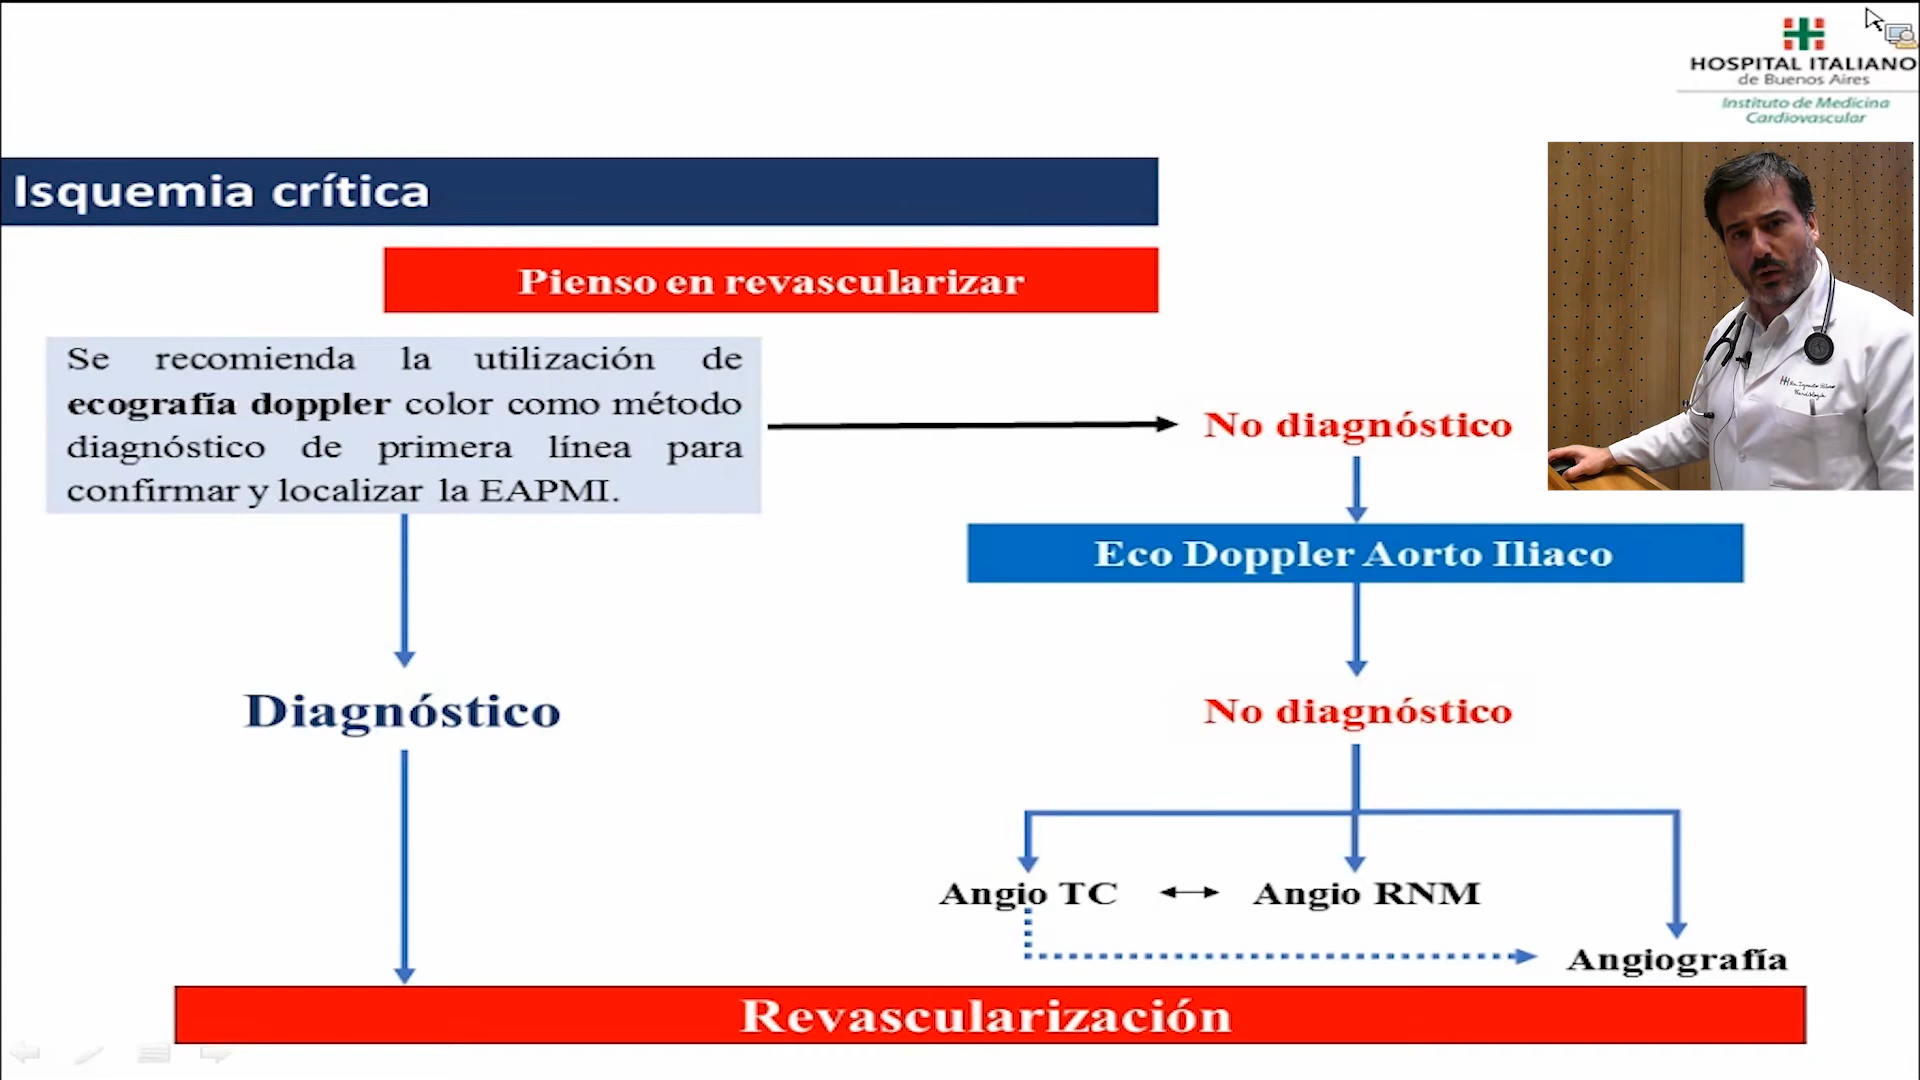 HOSPITAL ITALIANO
de Buenos Aires
Instituto de Medicina
Cardiovascular
Isquemia crítica
Pienso en revascularizar
Se recomienda la utilización de
ecografía doppler color como método
diagnóstico de primera línea para
confirmar y localizar la EAPMI.
No diagnóstico
Eco Doppler Aorto Iliaco
Diagnóstico
No diagnóstico
Angio TC
Angio RNM
Angiografía
Revascularización